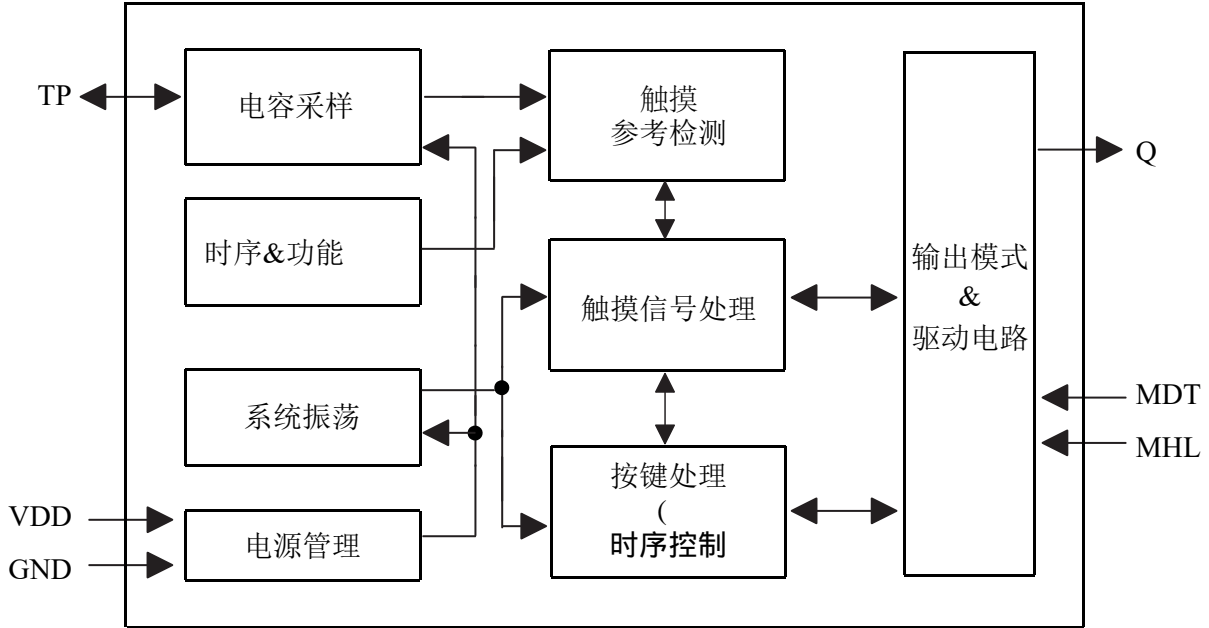 TP
电容采样
触摸
参考检测
Q
时序&功能
输出模式
&
驱动电路
触摸信号处理
系统振荡
MDT
MHL
按键处理
(
时序控制
VDD
GND
电源管理